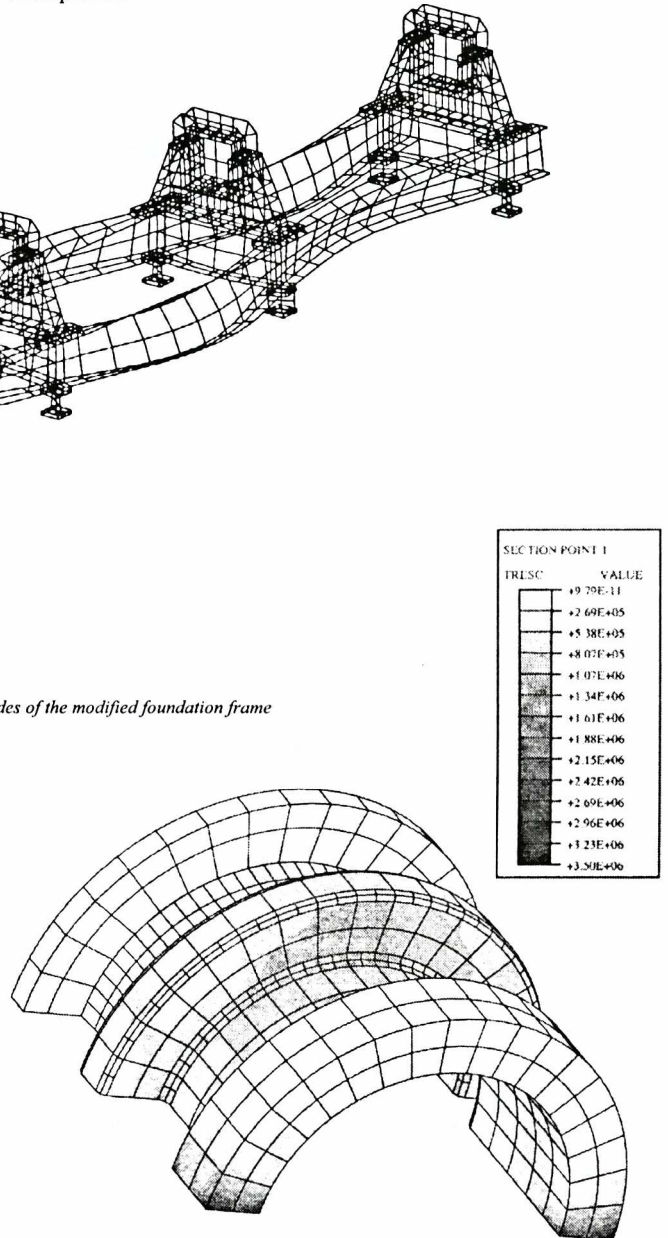 SECTION POINT 1
TRESC VALUE
+9.79E-11
+2.69E+05
+5.38E+05
+8.07E+05
+1.07E+06
+1.34E+06
+1.61E+06
+1.88E+06
+2.15E+06
+2.42E+06
+2.69E+06
+2.96E+06
+3.23E+06
+3.50E+06
des of the modified foundation frame